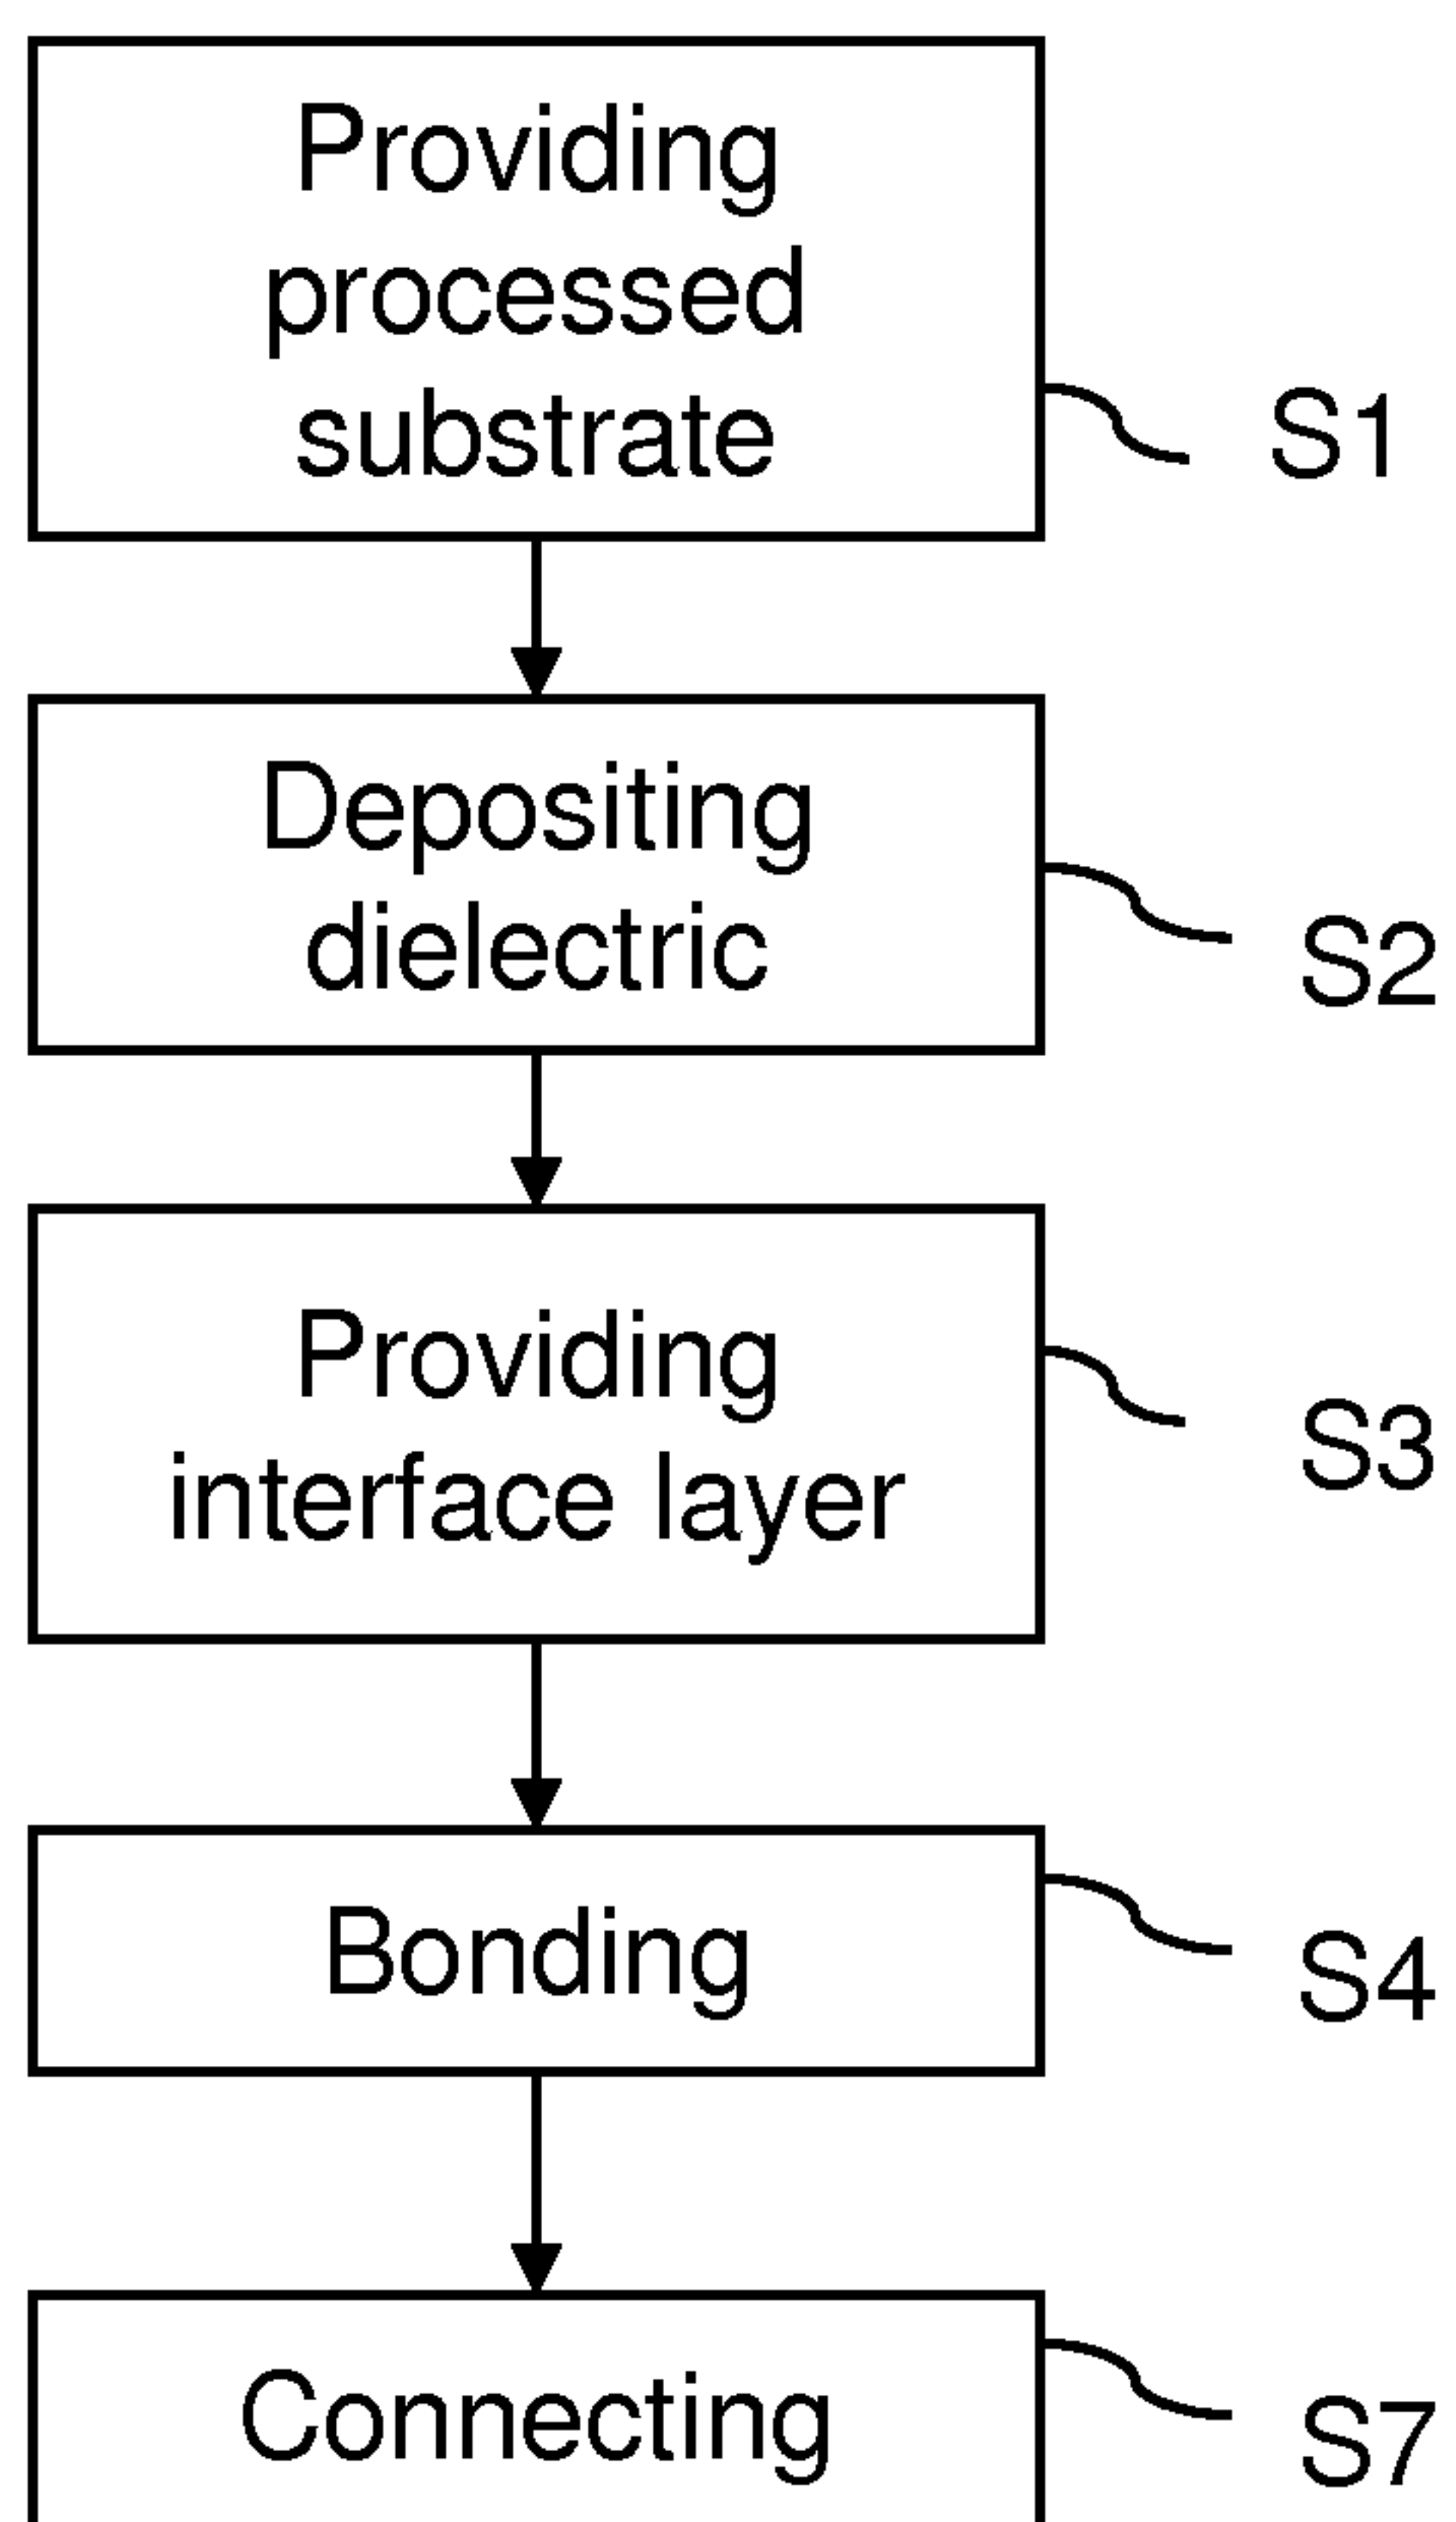 Providing
processed
substrate
S1
Depositing
dielectric
S2
Providing
interface layer
S3
Bonding
S4
Connecting
S7